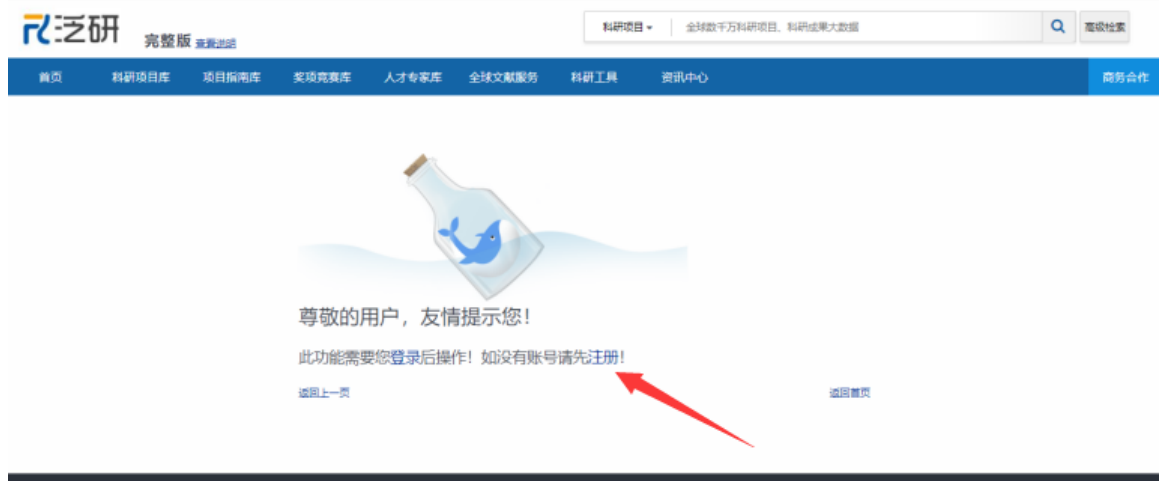 泛研 完整版 查看说明
科研项目 全球数千万科研项目、科研成果大数据 高级检索
首页 科研项目库 项目指南库 奖项竞赛库 人才专家库 全球文献服务 科研工具 资讯中心 商务合作
尊敬的用户，友情提示您！
此功能需要您登录后操作！如没有账号请先注册！
返回上一页 返回首页